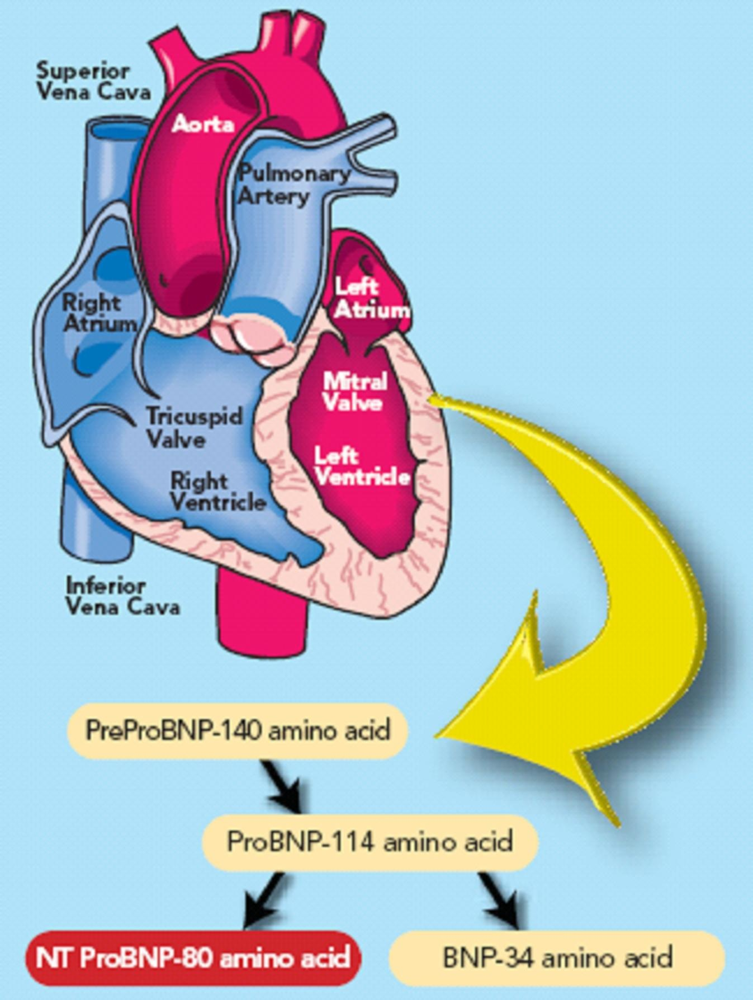 Superior
Vena Cava
Aorta
Pulmonary
Artery
Left
Atrium
Right
Atrium
Mitral
Valve
Tricuspid
Valve
Left
Ventricle
Right
Ventricle
Inferior
Vena Cava
PreProBNP-140 amino acid
ProBNP-114 amino acid
NT ProBNP-80 amino acid
BNP-34 amino acid